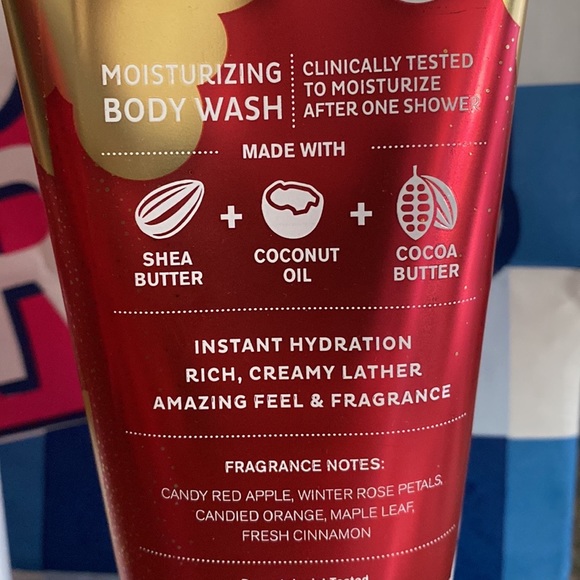 MOISTURIZING
BODY WASH
CLINICALLY TESTED
TO MOISTURIZE
AFTER ONE SHOWER
MADE WITH
SHEA
BUTTER
+
COCONUT
OIL
+
COCOA
BUTTER
INSTANT HYDRATION
RICH, CREAMY LATHER
AMAZING FEEL & FRAGRANCE
FRAGRANCE NOTES:
CANDY RED APPLE, WINTER ROSE PETALS,
CANDIED ORANGE, MAPLE LEAF,
FRESH CINNAMON
Tested